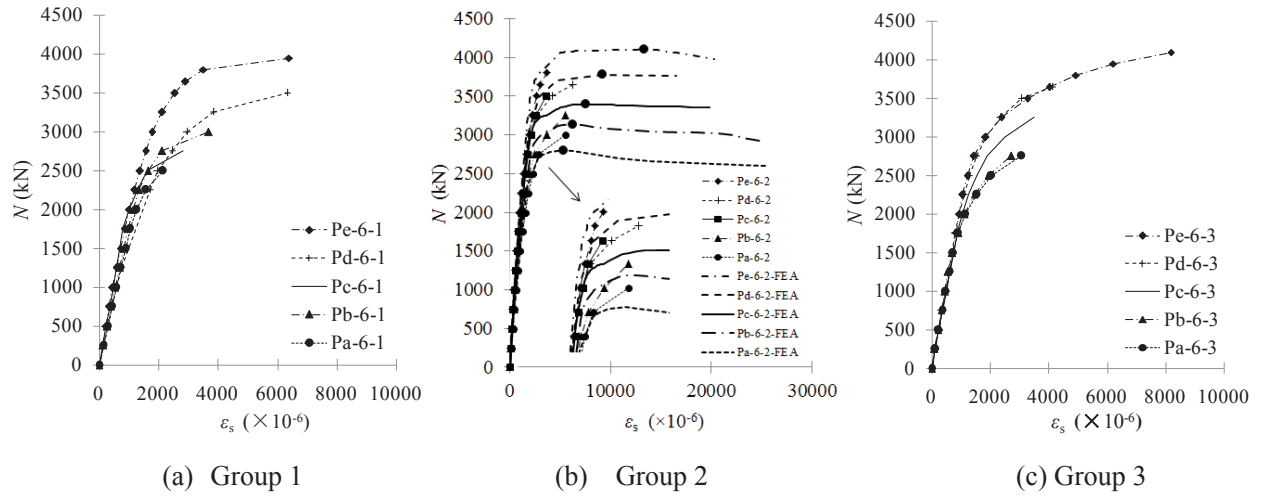 4500
4000
3500
3000
2500
2000
1500
1000
500
0
N (kN)
0 2000 4000 6000 8000 10000
εs (×10-6)
Pe-6-1
Pd-6-1
Pc-6-1
Pb-6-1
Pa-6-1
(a) Group 1
4500
4000
3500
3000
2500
2000
1500
1000
500
0
N (kN)
0 10000 20000 30000
εs (×10-6)
Pe-6-2
Pd-6-2
Pc-6-2
Pb-6-2
Pa-6-2
Pe-6-2-FEA
Pd-6-2-FEA
Pc-6-2-FEA
Pb-6-2-FEA
Pa-6-2-FEA
(b) Group 2
4500
4000
3500
3000
2500
2000
1500
1000
500
0
N (kN)
0 2000 4000 6000 8000 10000
εs (×10-6)
Pe-6-3
Pd-6-3
Pc-6-3
Pb-6-3
Pa-6-3
(c) Group 3